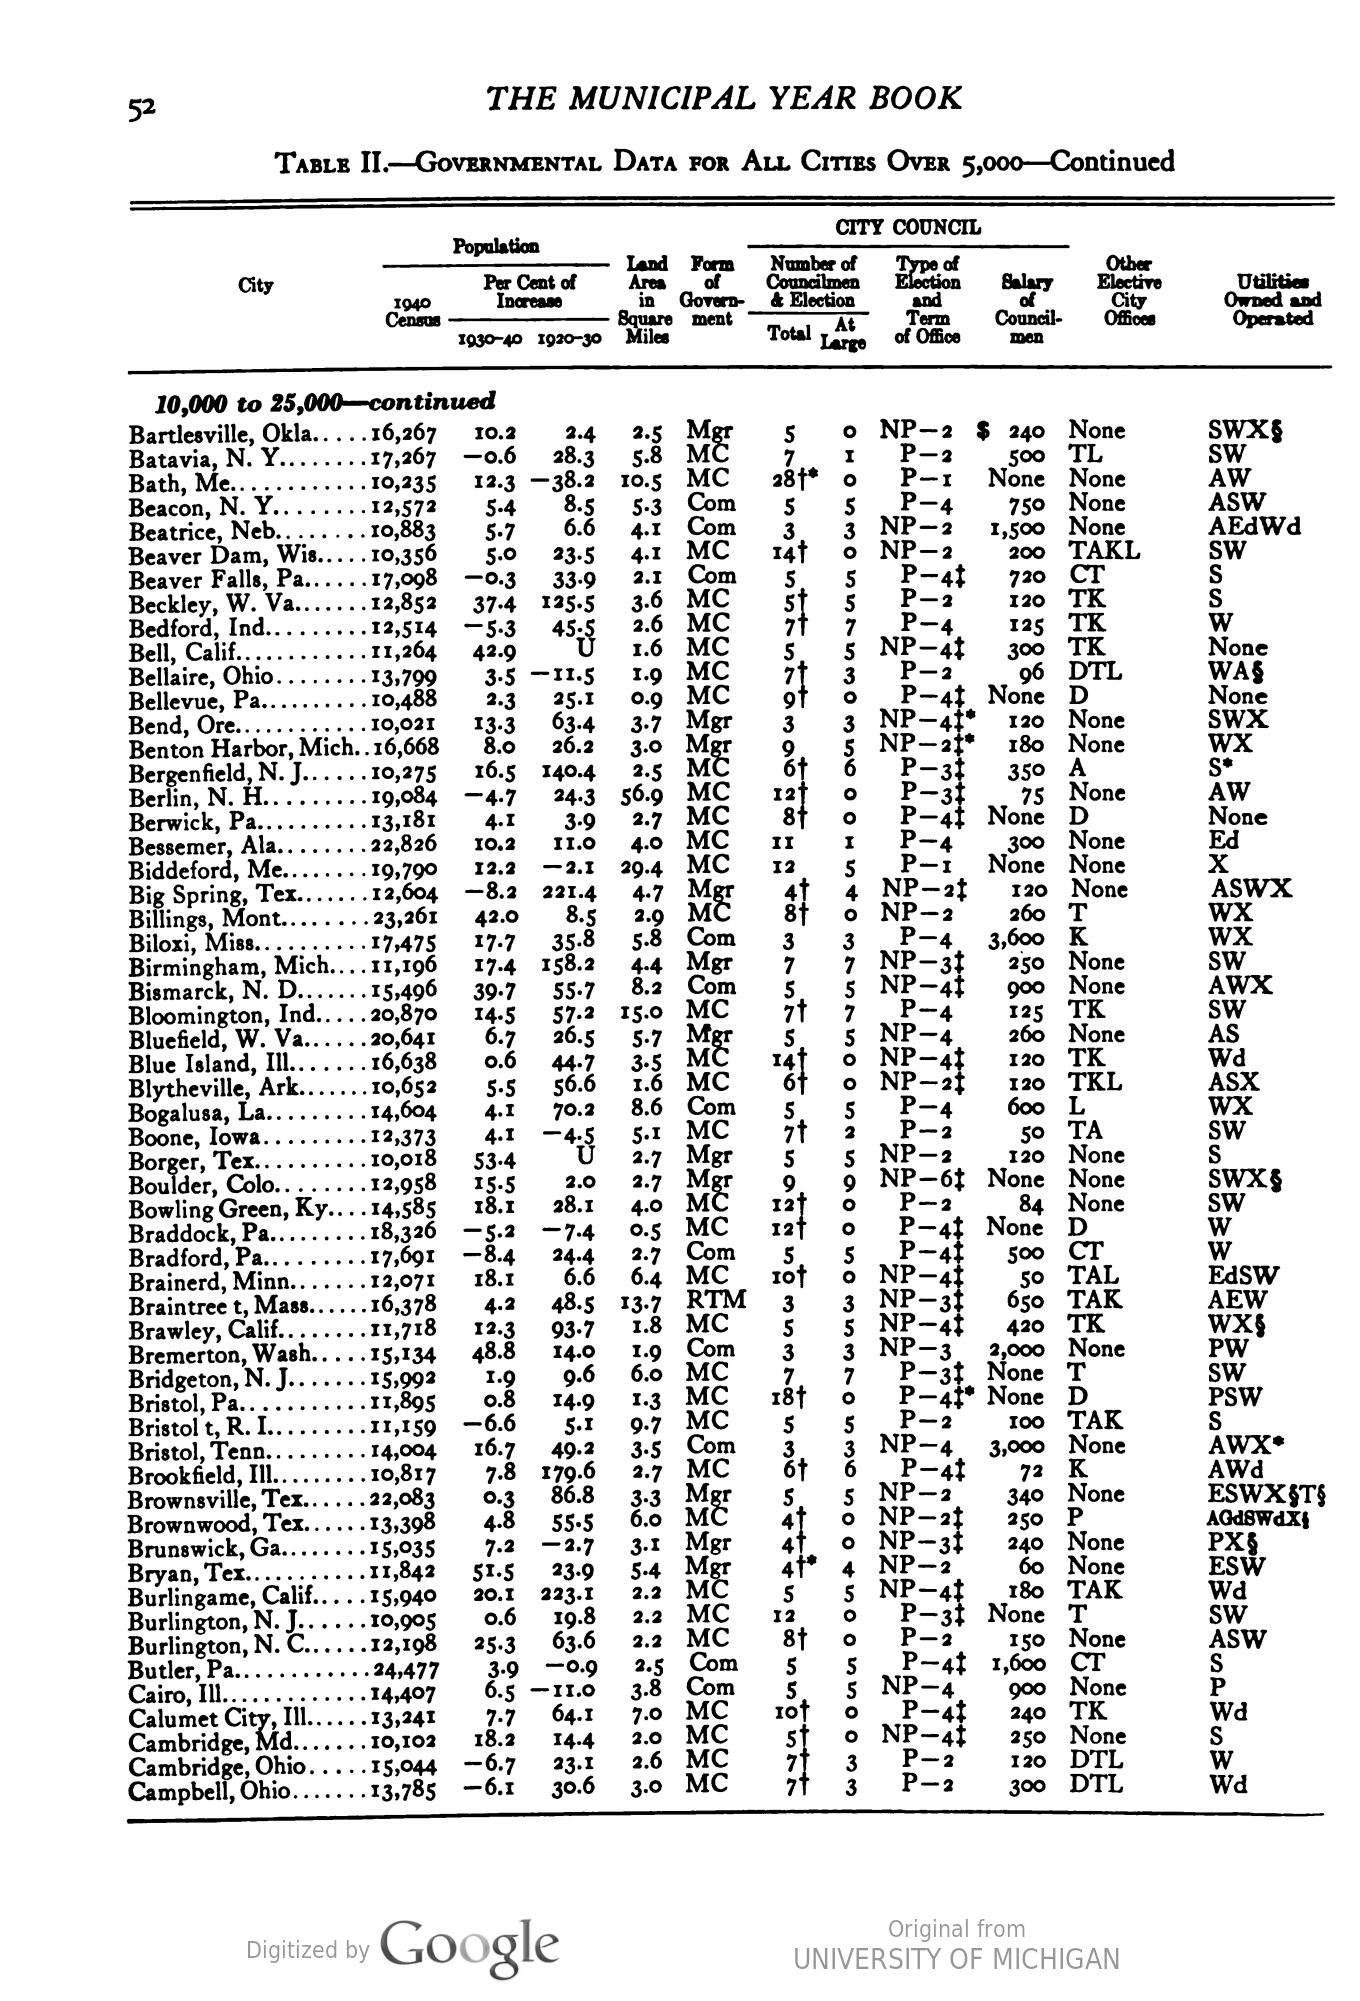 52 THE MUNICIPAL YEAR BOOK
TABLE II.—GOVERNMENTAL DATA FOR ALL CITIES OVER 5,000—Continued
CITY COUNCIL
Population
Land Form Number of Type of Other
City Per Cent of Area of Councilmen Election Salary Elective Utilities
1940 Increase in Govern- & Election and of City Owned and
Census Square ment Term Council- Offices Operated
1930-40 1920-30 Miles Total At Large of Office men
10,000 to 25,000—continued
Bartlesville, Okla.....16,267 10.2 2.4 2.5 Mgr 5 0 NP-2 $ 240 None SWX§
Batavia, N. Y........17,267 -0.6 28.3 5.8 MC 7 1 P-2 500 TL SW
Bath, Me............10,235 12.3 -38.2 10.5 MC 28†* 0 P-1 None None AW
Beacon, N. Y........12,572 5.4 8.5 5.3 Com 5 5 P-4 750 None ASW
Beatrice, Neb........10,883 5.7 6.6 4.1 Com 3 3 NP-2 1,500 None AEdWd
Beaver Dam, Wis.....10,356 5.0 23.5 4.1 MC 14† 0 NP-2 200 TAKL SW
Beaver Falls, Pa......17,098 -0.3 33.9 2.1 Com 5 5 P-4‡ 720 CT S
Beckley, W. Va.......12,852 37.4 125.5 3.6 MC 5† 5 P-2 120 TK S
Bedford, Ind.........12,514 -5.3 45.5 2.6 MC 7† 7 P-4 125 TK W
Bell, Calif............11,264 42.9 U 1.6 MC 5 5 NP-4‡ 300 TK None
Bellaire, Ohio........13,799 3.5 -11.5 1.9 MC 7† 3 P-2 96 DTL WA§
Bellevue, Pa..........10,488 2.3 25.1 0.9 MC 9† 0 P-4‡ None D None
Bend, Ore............10,021 13.3 63.4 3.7 Mgr 3 3 NP-4‡* 120 None SWX
Benton Harbor, Mich..16,668 8.0 26.2 3.0 Mgr 9 5 NP-2‡* 180 None WX
Bergenfield, N. J......10,275 16.5 140.4 2.5 MC 6† 6 P-3‡ 350 A S*
Berlin, N. H.........19,084 -4.7 24.3 56.9 MC 12† 0 P-3‡ 75 None AW
Berwick, Pa..........13,181 4.1 3.9 2.7 MC 8† 0 P-4‡ None D None
Bessemer, Ala........22,826 10.2 11.0 4.0 MC 11 1 P-4 300 None Ed
Biddeford, Me........19,790 12.2 -2.1 29.4 MC 12 5 P-1 None None X
Big Spring, Tex.......12,604 -8.2 221.4 4.7 Mgr 4† 4 NP-2‡ 120 None ASWX
Billings, Mont........23,261 42.0 8.5 2.9 MC 8† 0 NP-2 260 T WX
Biloxi, Miss..........17,475 17.7 35.8 5.8 Com 3 3 P-4 3,600 K WX
Birmingham, Mich....11,196 17.4 158.2 4.4 Mgr 7 7 NP-3‡ 250 None SW
Bismarck, N. D.......15,496 39.7 55.7 8.2 Com 5 5 NP-4‡ 900 None AWX
Bloomington, Ind.....20,870 14.5 57.2 15.0 MC 7† 7 P-4 125 TK SW
Bluefield, W. Va......20,641 6.7 26.5 5.7 Mgr 5 5 NP-4 260 None AS
Blue Island, Ill.......16,638 0.6 44.7 3.5 MC 14† 0 NP-4‡ 120 TK Wd
Blytheville, Ark.......10,652 5.5 56.6 1.6 MC 6† 0 NP-2‡ 120 TKL ASX
Bogalusa, La.........14,604 4.1 70.2 8.6 Com 5 5 P-4 600 L WX
Boone, Iowa.........12,373 4.1 -4.5 5.1 MC 7† 2 P-2 50 TA SW
Borger, Tex..........10,018 53.4 U 2.7 Mgr 5 5 NP-2 120 None S
Boulder, Colo........12,958 15.5 2.0 2.7 Mgr 9 9 NP-6‡ None None SWX§
Bowling Green, Ky....14,585 18.1 28.1 4.0 MC 12† 0 P-2 84 None SW
Braddock, Pa.........18,326 -5.2 -7.4 0.5 MC 12† 0 P-4‡ None D W
Bradford, Pa.........17,691 -8.4 24.4 2.7 Com 5 5 P-4‡ 500 CT W
Brainerd, Minn.......12,071 18.1 6.6 6.4 MC 10† 0 NP-4‡ 50 TAL EdSW
Braintree t, Mass......16,378 4.2 48.5 13.7 RTM 3 3 NP-3‡ 650 TAK AEW
Brawley, Calif........11,718 12.3 93.7 1.8 MC 5 5 NP-4‡ 420 TK WX§
Bremerton, Wash.....15,134 48.8 14.0 1.9 Com 3 3 NP-3 2,000 None PW
Bridgeton, N. J.......15,992 1.9 9.6 6.0 MC 7 7 P-3‡ None T SW
Bristol, Pa...........11,895 0.8 14.9 1.3 MC 18† 0 P-4‡* None D PSW
Bristol t, R. I.........11,159 -6.6 5.1 9.7 MC 5 5 P-2 100 TAK S
Bristol, Tenn.........14,004 16.7 49.2 3.5 Com 3 3 NP-4 3,000 None AWX*
Brookfield, Ill.........10,817 7.8 179.6 2.7 MC 6† 6 P-4‡ 72 K AWd
Brownsville, Tex......22,083 0.3 86.8 3.3 Mgr 5 5 NP-2 340 None ESWX§T§
Brownwood, Tex......13,398 4.8 55.5 6.0 MC 4† 0 NP-2‡ 250 P AGdSWdX§
Brunswick, Ga........15,035 7.2 -2.7 3.1 Mgr 4† 0 NP-3‡ 240 None PX§
Bryan, Tex...........11,842 51.5 23.9 5.4 Mgr 4†* 4 NP-2 60 None ESW
Burlingame, Calif.....15,940 20.1 223.1 2.2 MC 5 5 NP-4‡ 180 TAK Wd
Burlington, N. J......10,905 0.6 19.8 2.2 MC 12 0 P-3‡ None T SW
Burlington, N. C......12,198 25.3 63.6 2.2 MC 8† 0 P-2 150 None ASW
Butler, Pa............24,477 3.9 -0.9 2.5 Com 5 5 P-4‡ 1,600 CT S
Cairo, Ill.............14,407 6.5 -11.0 3.8 Com 5 5 NP-4 900 None P
Calumet City, Ill......13,241 7.7 64.1 7.0 MC 10† 0 P-4‡ 240 TK Wd
Cambridge, Md.......10,102 18.2 14.4 2.0 MC 5† 0 NP-4‡ 250 None S
Cambridge, Ohio.....15,044 -6.7 23.1 2.6 MC 7† 3 P-2 120 DTL W
Campbell, Ohio.......13,785 -6.1 30.6 3.0 MC 7† 3 P-2 300 DTL Wd
Digitized by Google
Original from
UNIVERSITY OF MICHIGAN